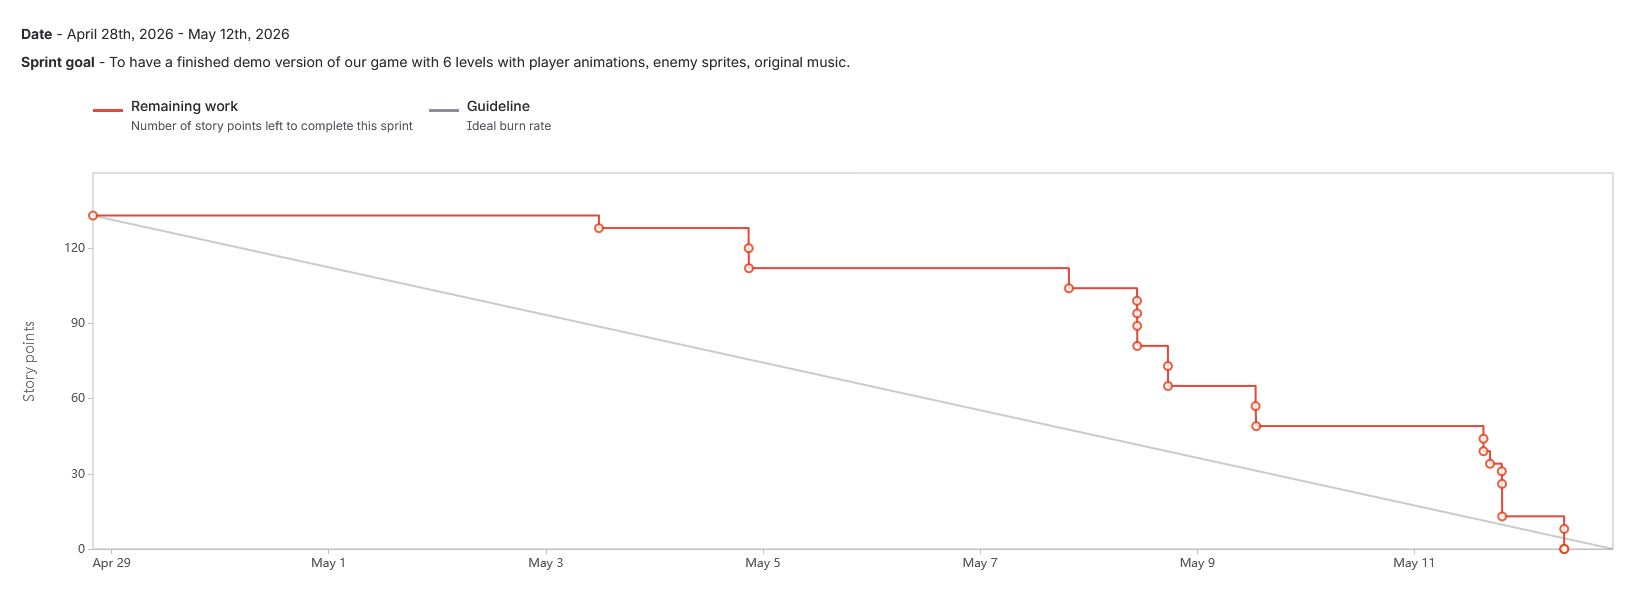 Date - April 28th, 2026 - May 12th, 2026
Sprint goal - To have a finished demo version of our game with 6 levels with player animations, enemy sprites, original music.
Remaining work
Number of story points left to complete this sprint
Guideline
Ideal burn rate
Story points
120
90
60
30
0
Apr 29
May 1
May 3
May 5
May 7
May 9
May 11